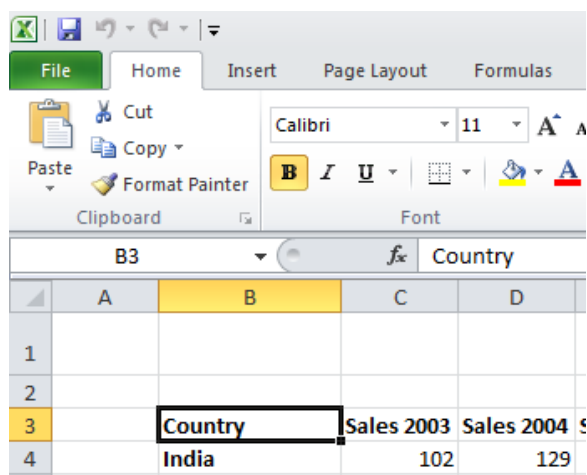 File Home Insert Page Layout Formulas
Cut
Copy
Format Painter
Paste
Calibri 11 A A
B I U A
Clipboard Font
B3 fx Country
A B C D
1
2
3 Country Sales 2003 Sales 2004 S
4 India 102 129